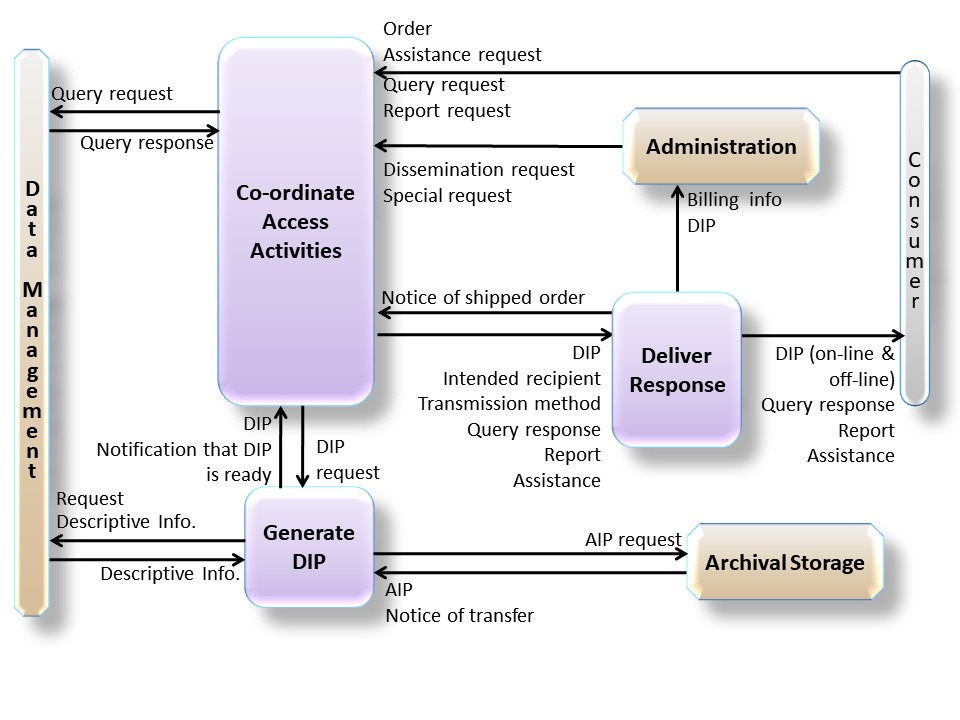 Order
Assistance request
Query request
Report request
Query request
Query response
Data Management
Co-ordinate
Access
Activities
Administration
Consumer
Dissemination request
Special request
Billing info
DIP
Notice of shipped order
Deliver
Response
DIP
Intended recipient
Transmission method
Query response
Report
Assistance
DIP (on-line &
off-line)
Query response
Report
Assistance
DIP
Notification that DIP
is ready
DIP
request
Request
Descriptive Info.
Descriptive Info.
Generate
DIP
AIP request
Archival Storage
AIP
Notice of transfer